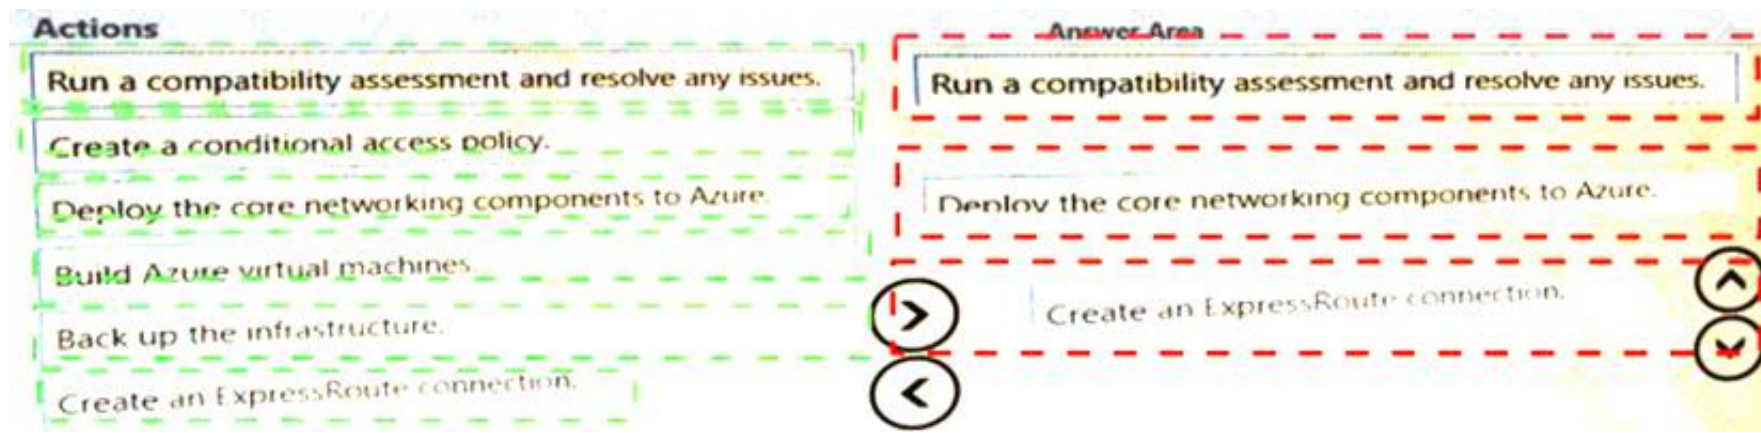 Actions
Run a compatibility assessment and resolve any issues.
Create a conditional access policy.
Deploy the core networking components to Azure.
Build Azure virtual machines.
Back up the infrastructure.
Create an ExpressRoute connection.
Answer Area
Run a compatibility assessment and resolve any issues.
Deploy the core networking components to Azure.
Create an ExpressRoute connection.